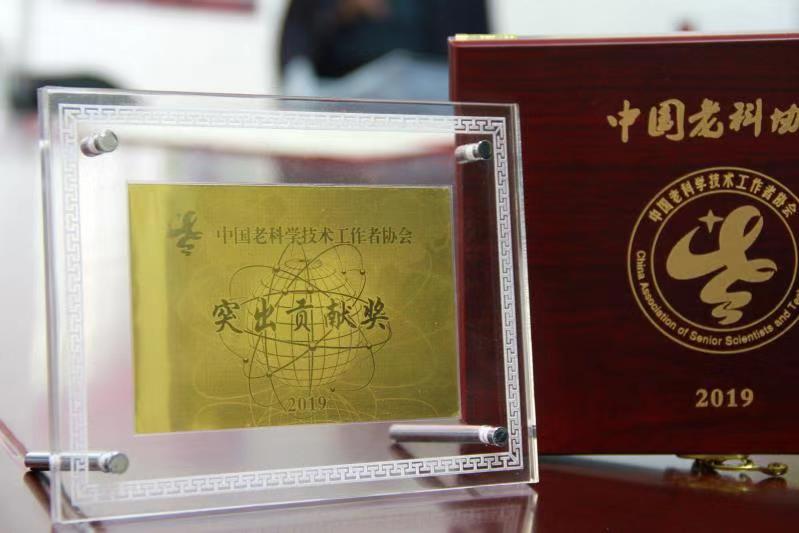 中国老科学技术工作者协会
突出贡献奖
2019
中国老科协
中国老科学技术工作者协会
China Association of Senior Scientists and Tec
2019